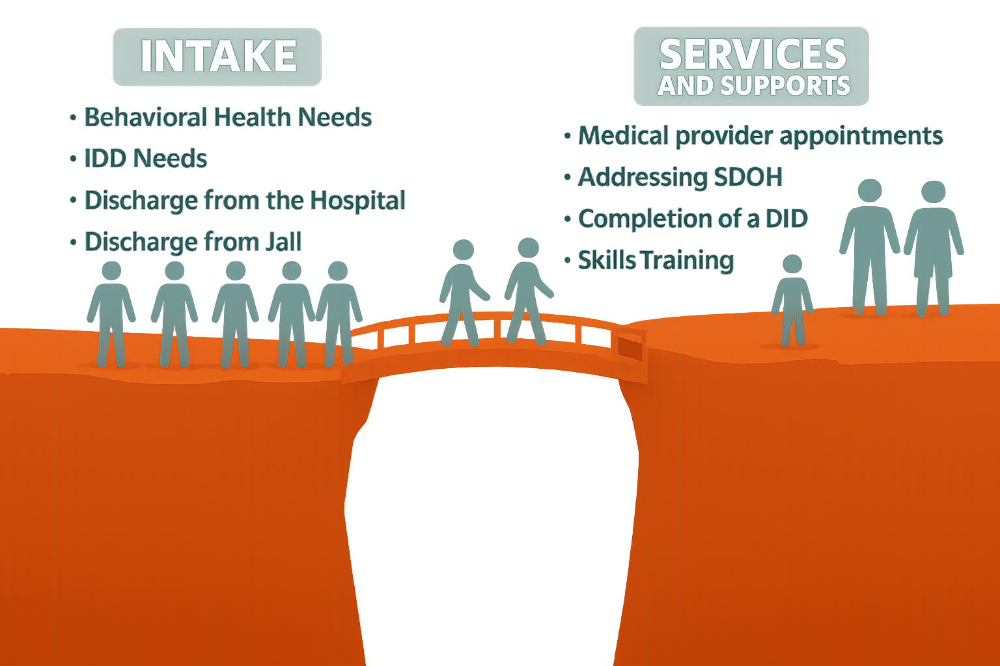 INTAKE
• Behavioral Health Needs
• IDD Needs
• Discharge from the Hospital
• Discharge from Jall
SERVICES
AND SUPPORTS
• Medical provider appointments
• Addressing SDOH
• Completion of a DID
• Skills Training